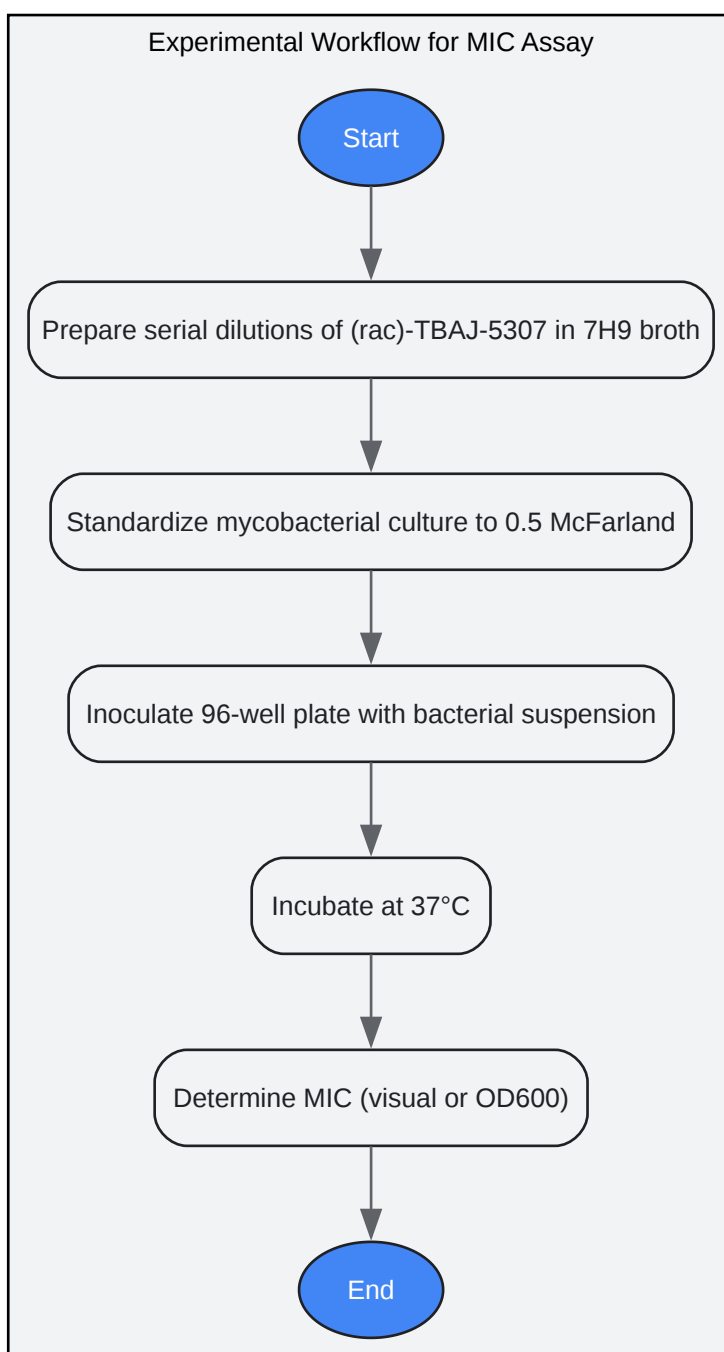 Experimental Workflow for MIC Assay
Start
Prepare serial dilutions of (rac)-TBAJ-5307 in 7H9 broth
Standardize mycobacterial culture to 0.5 McFarland
Inoculate 96-well plate with bacterial suspension
Incubate at 37°C
Determine MIC (visual or OD600)
End